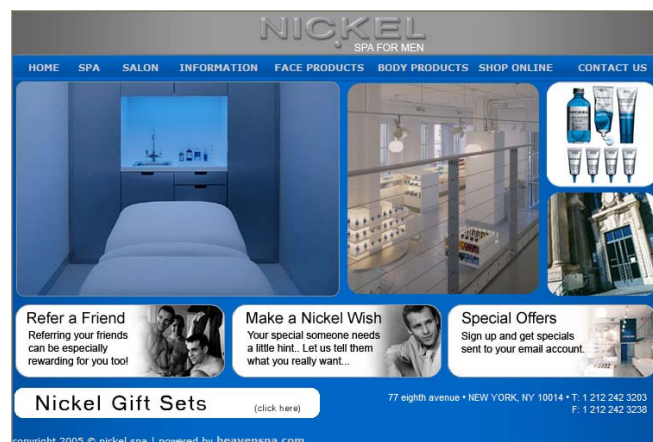 NICKEL
SPA FOR MEN
HOME SPA SALON INFORMATION FACE PRODUCTS BODY PRODUCTS SHOP ONLINE CONTACT US
Refer a Friend
Referring your friends
can be especially
rewarding for you too!
Make a Nickel Wish
Your special someone needs
a little hint.. Let us tell them
what you really want...
Special Offers
Sign up and get specials
sent to your email account.
Nickel Gift Sets (click here)
77 eighth avenue • NEW YORK, NY 10014 • T: 1 212 242 3203
F: 1 212 242 3238
copyright 2005 © nickel spa | powered by heavenspa.com